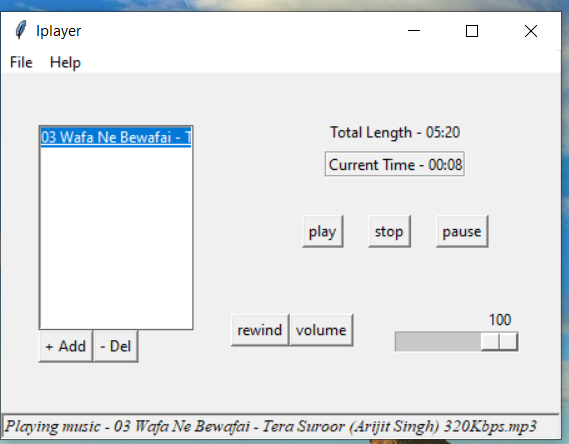 Iplayer
File Help
03 Wafa Ne Bewafai - T
Total Length - 05:20
Current Time - 00:08
play stop pause
rewind volume
100
+ Add - Del
Playing music - 03 Wafa Ne Bewafai - Tera Suroor (Arijit Singh) 320Kbps.mp3